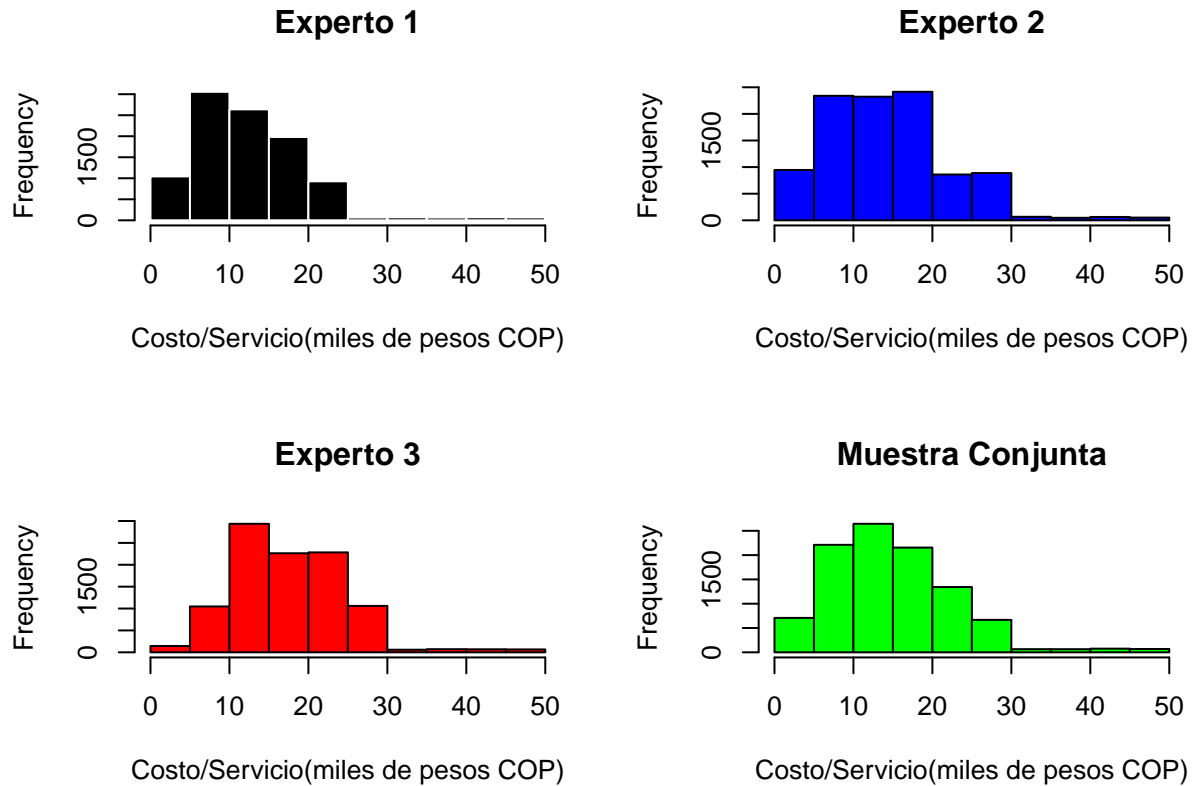 Experto 1
Frequency
1500
0
0 10 20 30 40 50
Costo/Servicio(miles de pesos COP)
Experto 2
Frequency
1500
0
0 10 20 30 40 50
Costo/Servicio(miles de pesos COP)
Experto 3
Frequency
1500
0
0 10 20 30 40 50
Costo/Servicio(miles de pesos COP)
Muestra Conjunta
Frequency
1500
0
0 10 20 30 40 50
Costo/Servicio(miles de pesos COP)